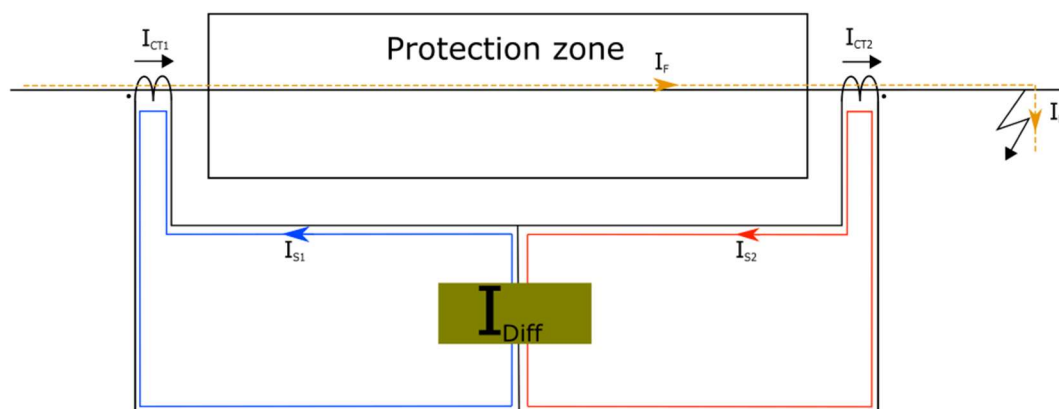 I_CT1
Protection zone
I_CT2
I_F
I_S1
I_S2
I_Diff